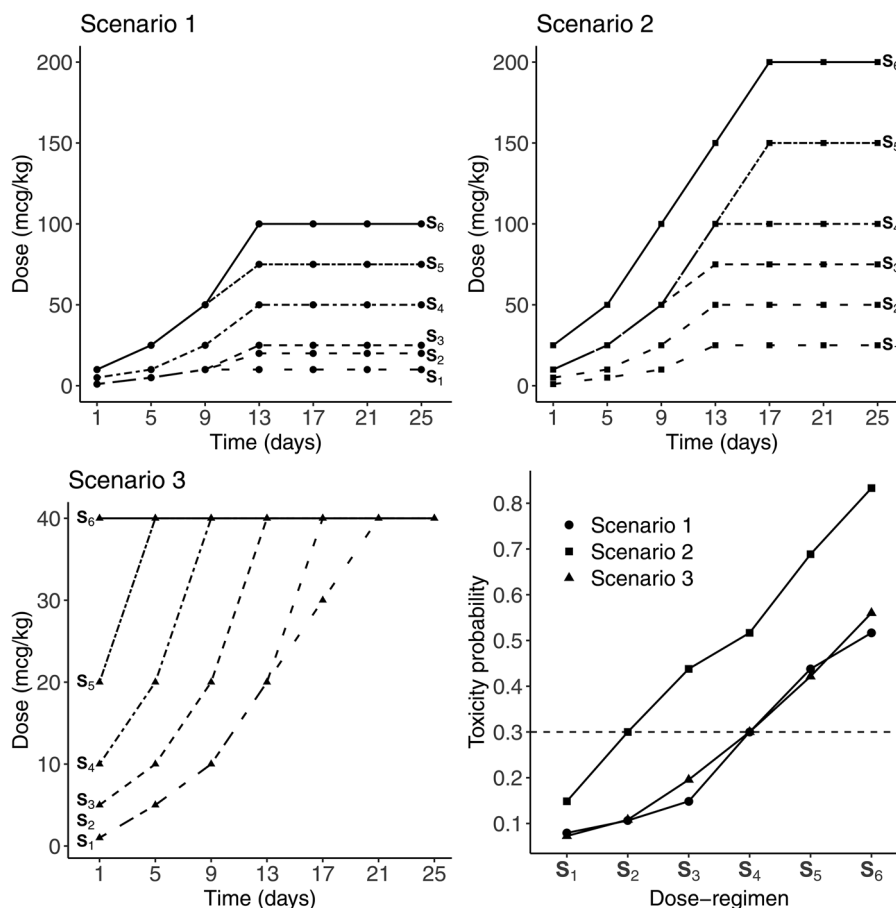 Scenario 1
Dose (mcg/kg)
200
150
100
50
0
S6
S5
S4
S3
S2
S1
1 5 9 13 17 21 25
Time (days)
Scenario 2
Dose (mcg/kg)
200
150
100
50
0
S
S
S
S
S
S
1 5 9 13 17 21 25
Time (days)
Scenario 3
Dose (mcg/kg)
40
30
20
10
0
S6
S5
S4
S3
S2
S1
1 5 9 13 17 21 25
Time (days)
Toxicity probability
0.8
0.7
0.6
0.5
0.4
0.3
0.2
0.1
Scenario 1
Scenario 2
Scenario 3
S1 S2 S3 S4 S5 S6
Dose−regimen